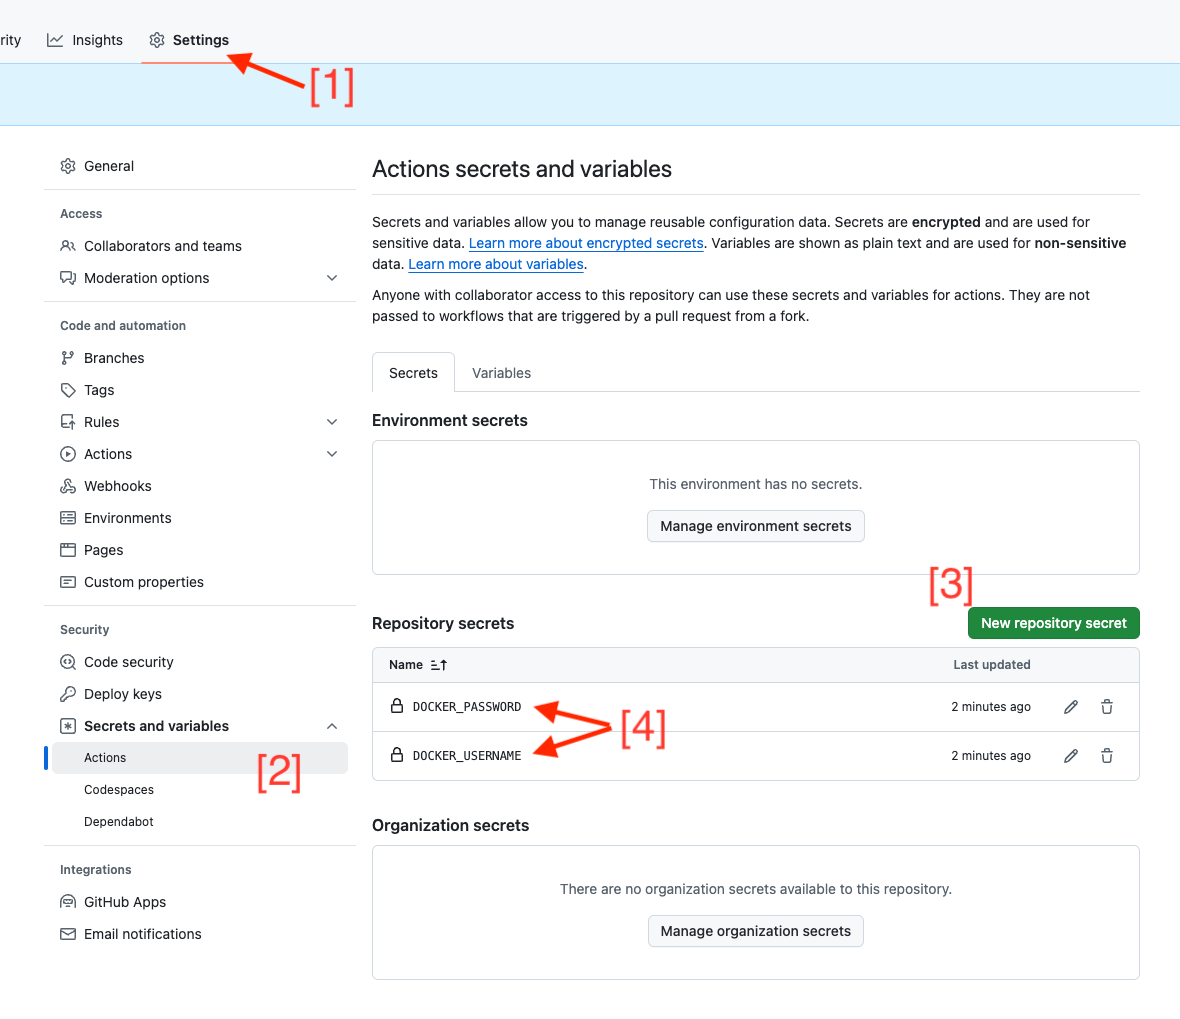 rity Insights Settings
[1]
General
Access
Collaborators and teams
Moderation options
Code and automation
Branches
Tags
Rules
Actions
Webhooks
Environments
Pages
Custom properties
Security
Code security
Deploy keys
Secrets and variables
Actions
[2]
Codespaces
Dependabot
Integrations
GitHub Apps
Email notifications
Actions secrets and variables
Secrets and variables allow you to manage reusable configuration data. Secrets are encrypted and are used for
sensitive data. Learn more about encrypted secrets. Variables are shown as plain text and are used for non-sensitive
data. Learn more about variables.
Anyone with collaborator access to this repository can use these secrets and variables for actions. They are not
passed to workflows that are triggered by a pull request from a fork.
Secrets Variables
Environment secrets
This environment has no secrets.
Manage environment secrets
[3]
Repository secrets New repository secret
Name Last updated
DOCKER_PASSWORD 2 minutes ago
[4]
DOCKER_USERNAME 2 minutes ago
Organization secrets
There are no organization secrets available to this repository.
Manage organization secrets